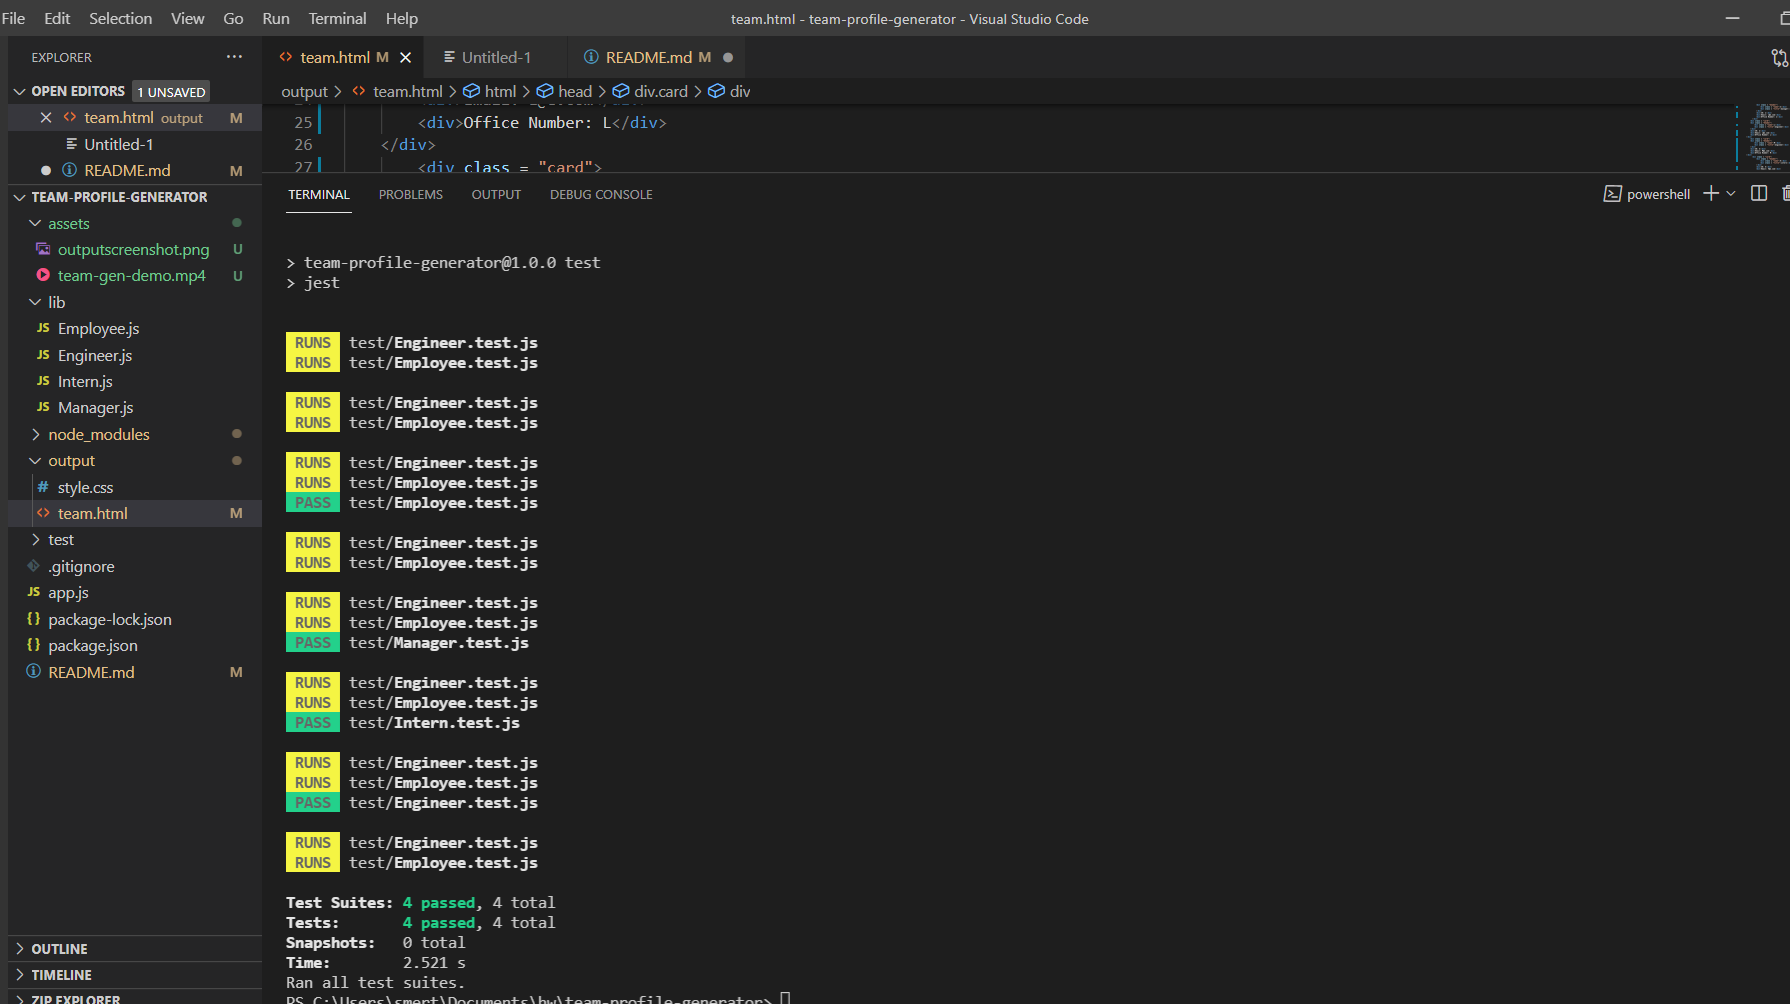 File Edit Selection View Go Run Terminal Help
team.html - team-profile-generator - Visual Studio Code
EXPLORER ···
OPEN EDITORS 1 UNSAVED
team.html output M
Untitled-1
README.md M
TEAM-PROFILE-GENERATOR
assets
outputscreenshot.png U
team-gen-demo.mp4 U
lib
JS Employee.js
JS Engineer.js
JS Intern.js
JS Manager.js
node_modules
output
# style.css
<> team.html M
test
.gitignore
JS app.js
{} package-lock.json
{} package.json
README.md M
OUTLINE
TIMELINE
ZIP EXPLORER
<> team.html M Untitled-1 README.md M
output > <> team.html > html > head > div.card > div
25 <div>Office Number: L</div>
26 </div>
27 <div class = "card">
TERMINAL PROBLEMS OUTPUT DEBUG CONSOLE
powershell
> team-profile-generator@1.0.0 test
> jest
RUNS test/Engineer.test.js
RUNS test/Employee.test.js
RUNS test/Engineer.test.js
RUNS test/Employee.test.js
RUNS test/Engineer.test.js
RUNS test/Employee.test.js
PASS test/Employee.test.js
RUNS test/Engineer.test.js
RUNS test/Employee.test.js
RUNS test/Engineer.test.js
RUNS test/Employee.test.js
PASS test/Manager.test.js
RUNS test/Engineer.test.js
RUNS test/Employee.test.js
PASS test/Intern.test.js
RUNS test/Engineer.test.js
RUNS test/Employee.test.js
PASS test/Engineer.test.js
RUNS test/Engineer.test.js
RUNS test/Employee.test.js
Test Suites: 4 passed, 4 total
Tests: 4 passed, 4 total
Snapshots: 0 total
Time: 2.521 s
Ran all test suites.
PS C:\Users\smert\Documents\hw\team-profile-generator>